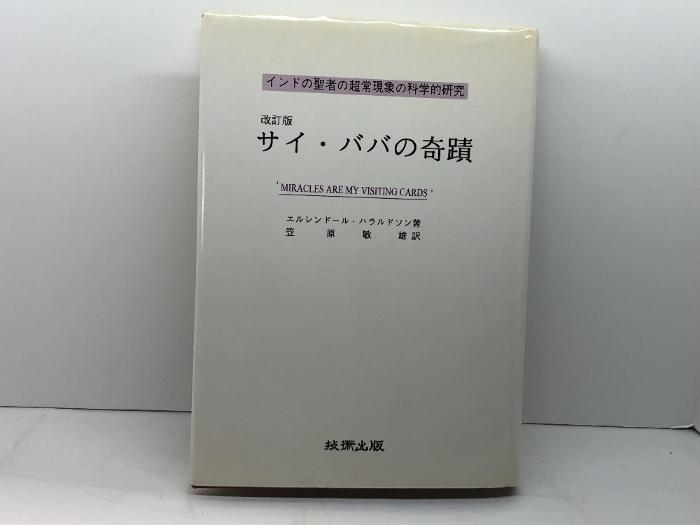 インドの聖者の超常現象の科学的研究
改訂版
サイ・ババの奇蹟
'MIRACLES ARE MY VISITING CARDS'
エルレンドール・ハラルドソン著
笠原敏雄訳
技術出版